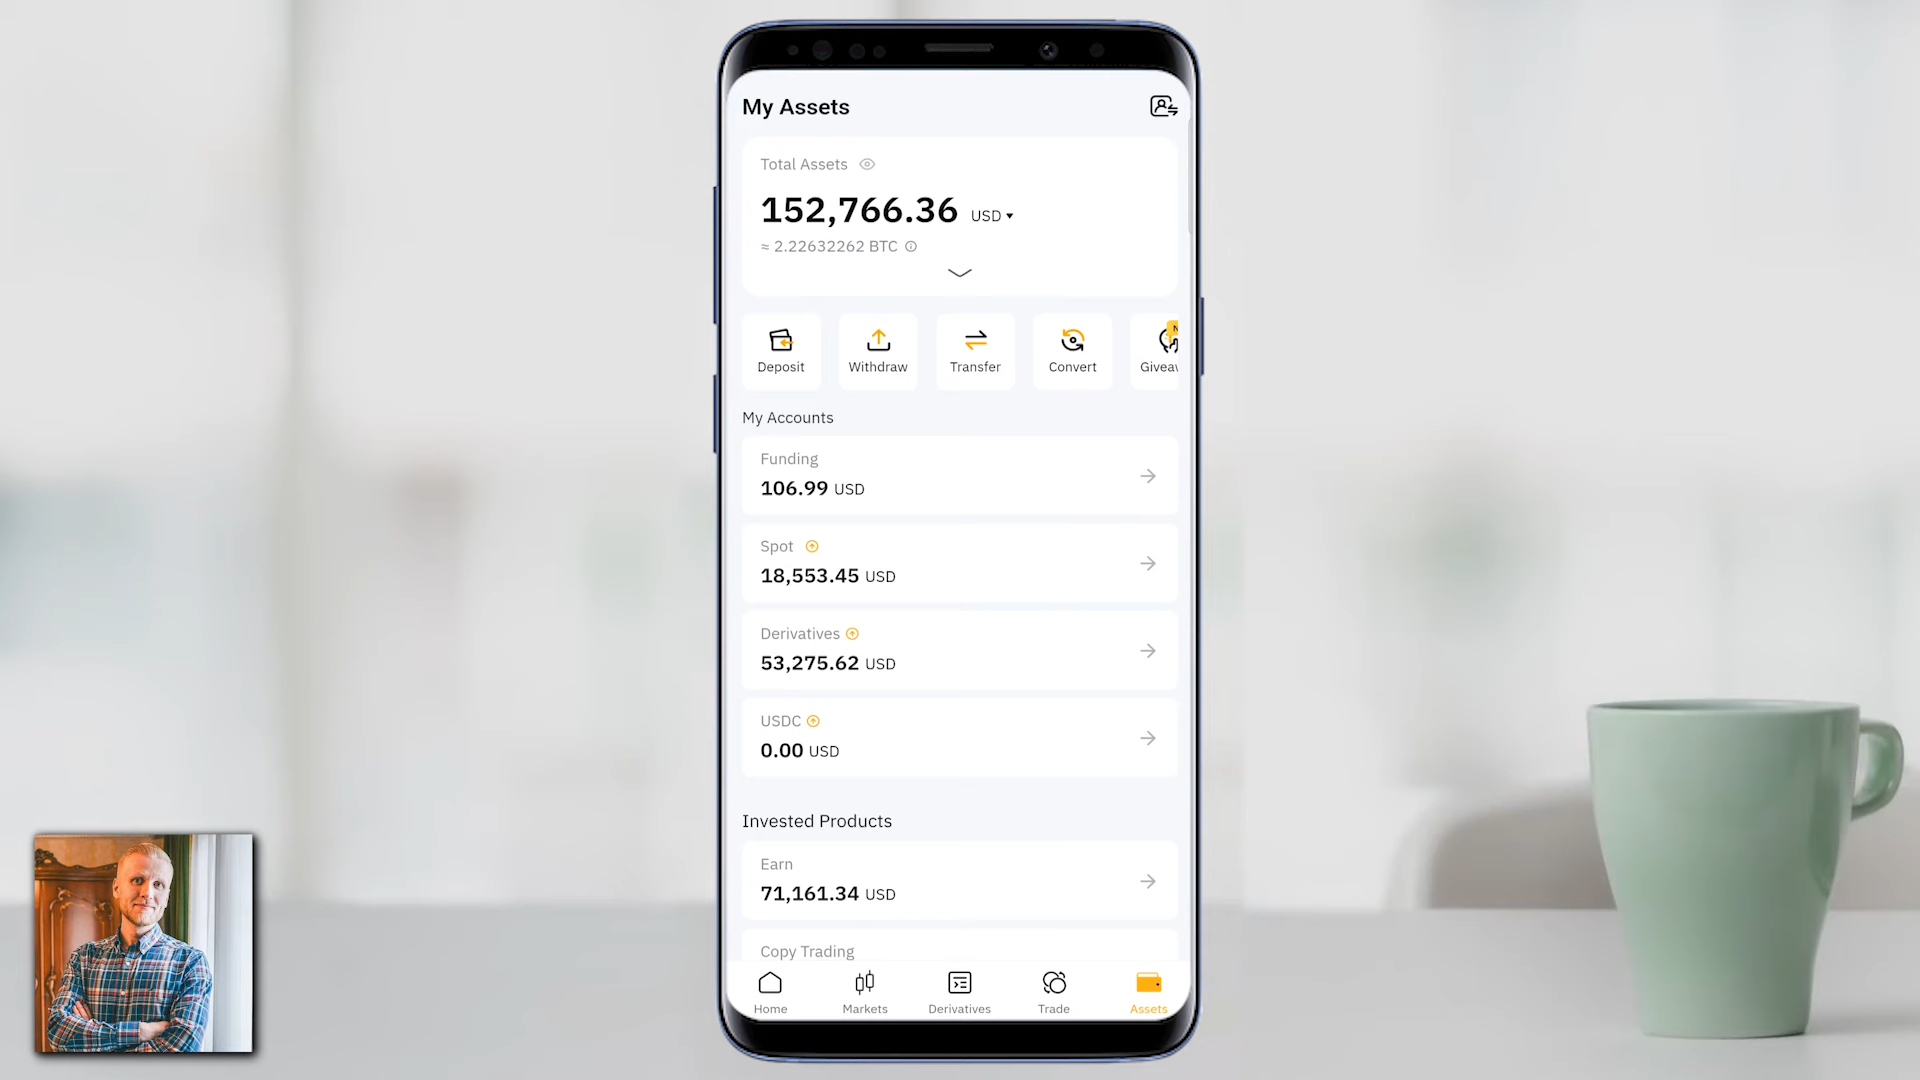 My Assets
Total Assets
152,766.36 USD
≈ 2.22632262 BTC
Deposit Withdraw Transfer Convert
My Accounts
Funding
106.99 USD
Spot
18,553.45 USD
Derivatives
53,275.62 USD
USDC
0.00 USD
Invested Products
Earn
71,161.34 USD
Copy Trading
Home Markets Derivatives Trade Assets